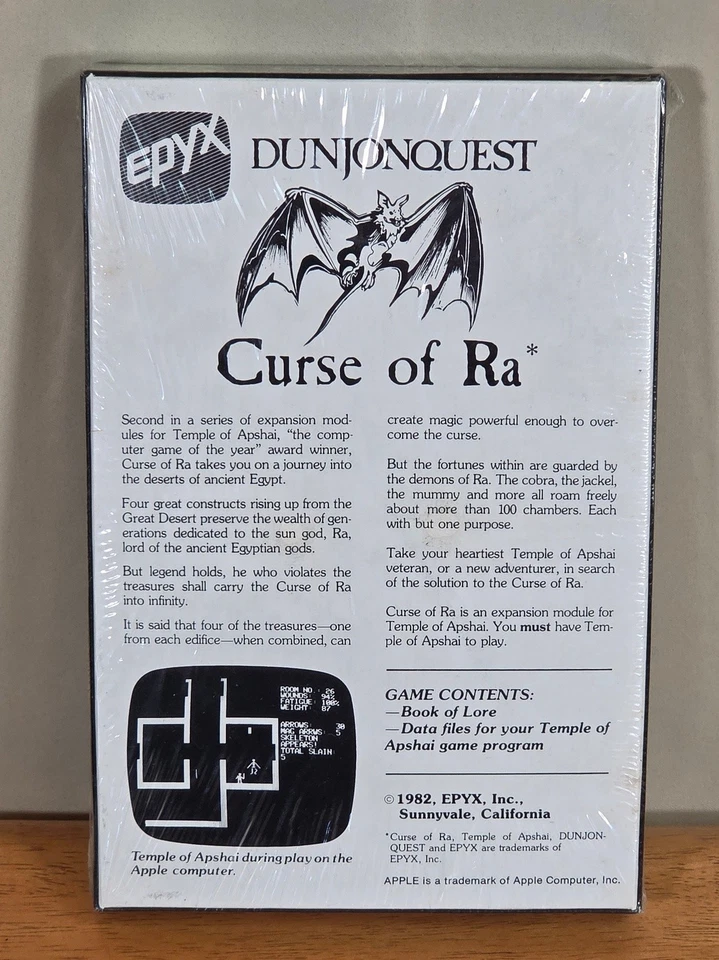 EPYX
DUNJONQUEST
Curse of Ra*
Second in a series of expansion mod-
ules for Temple of Apshai, “the comp-
uter game of the year” award winner,
Curse of Ra takes you on a journey into
the deserts of ancient Egypt.
Four great constructs rising up from the
Great Desert preserve the wealth of gen-
erations dedicated to the sun god, Ra,
lord of the ancient Egyptian gods.
But legend holds, he who violates the
treasures shall carry the Curse of Ra
into infinity.
It is said that four of the treasures—one
from each edifice—when combined, can
create magic powerful enough to over-
come the curse.
But the fortunes within are guarded by
the demons of Ra. The cobra, the jackel,
the mummy and more all roam freely
about more than 100 chambers. Each
with but one purpose.
Take your heartiest Temple of Apshai
veteran, or a new adventurer, in search
of the solution to the Curse of Ra.
Curse of Ra is an expansion module for
Temple of Apshai. You must have Tem-
ple of Apshai to play.
ROOM NO.: 26
WOUNDS: 94%
FATIGUE: 100%
WEIGHT: 87
ARROWS: 30
MAG ARRWS: 5
SKELETON
APPEARS!
TOTAL SLAIN:
5
Temple of Apshai during play on the
Apple computer.
GAME CONTENTS:
—Book of Lore
—Data files for your Temple of
Apshai game program
© 1982, EPYX, Inc.,
Sunnyvale, California
*Curse of Ra, Temple of Apshai, DUNJON-
QUEST and EPYX are trademarks of
EPYX, Inc.
APPLE is a trademark of Apple Computer, Inc.